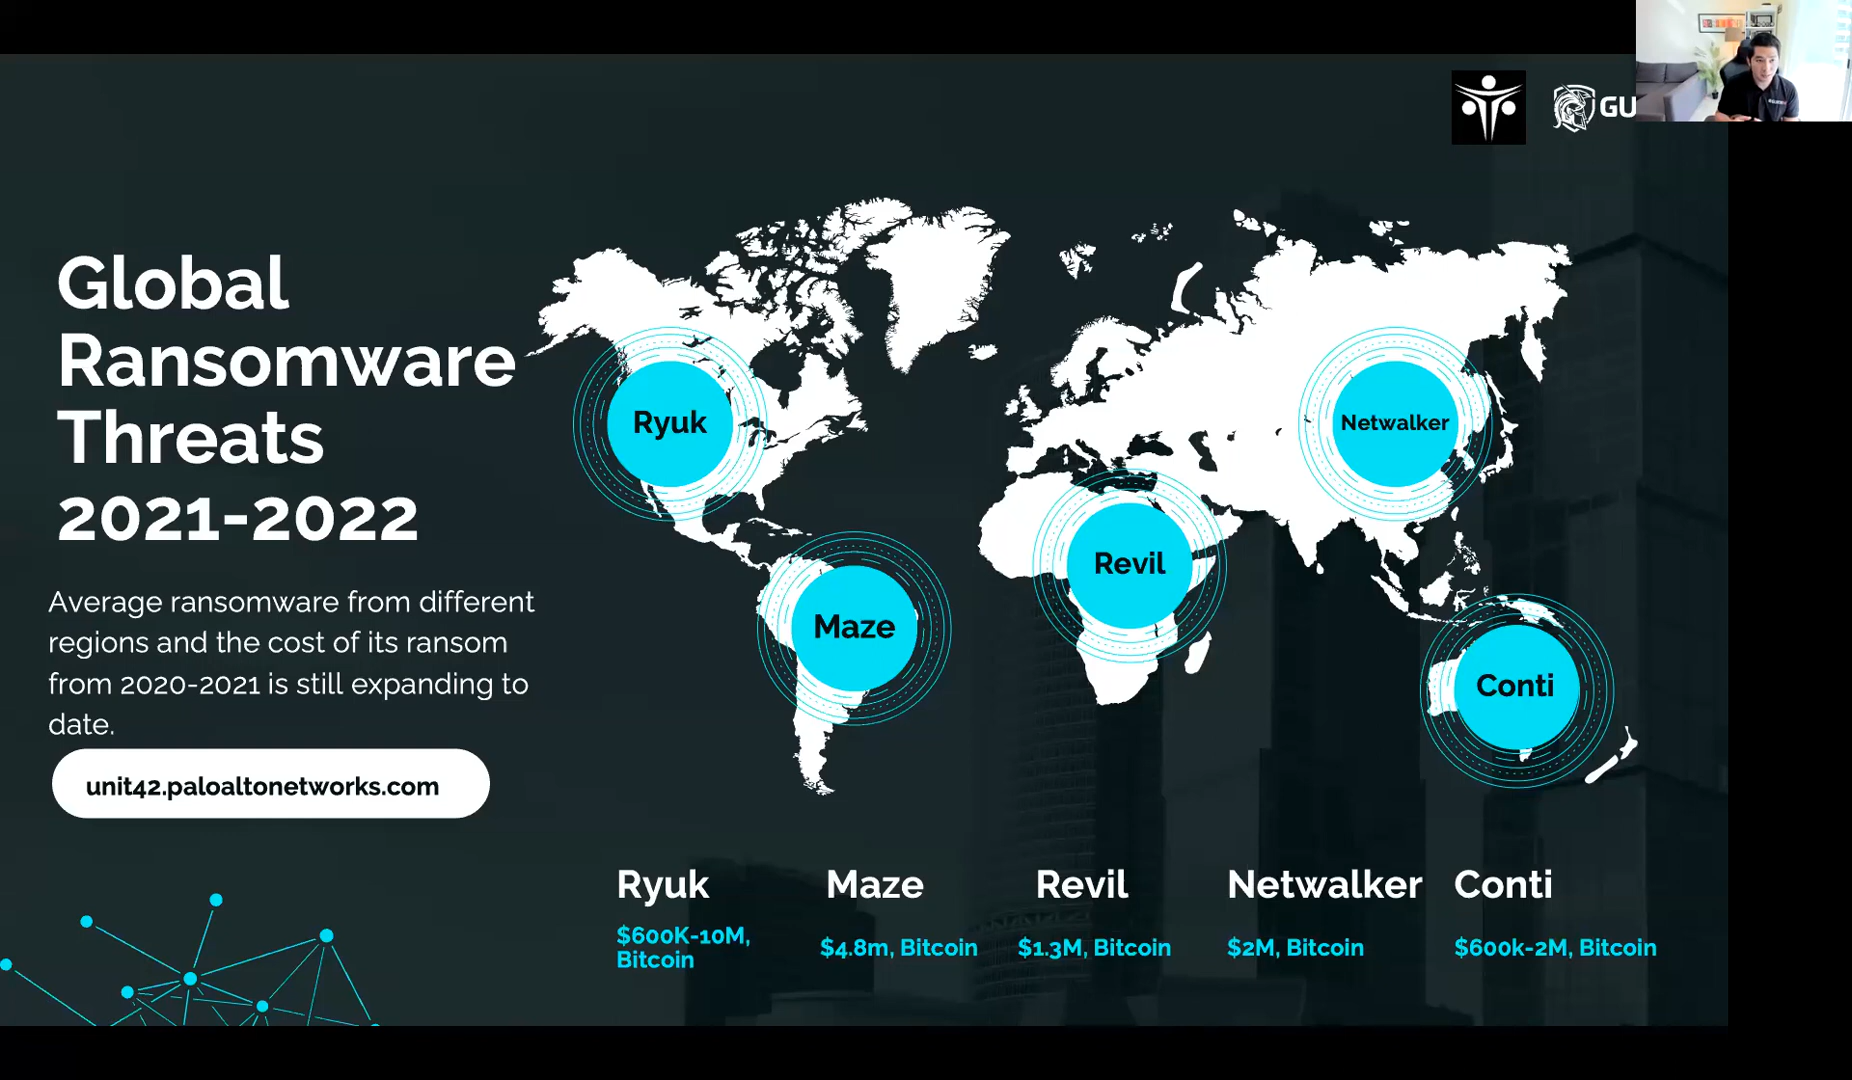 GU
Global
Ransomware
Threats
2021-2022
Average ransomware from different
regions and the cost of its ransom
from 2020-2021 is still expanding to
date.
unit42.paloaltonetworks.com
Ryuk
Netwalker
Revil
Maze
Conti
Ryuk
$600K-10M,
Bitcoin
Maze
$4.8m, Bitcoin
Revil
$1.3M, Bitcoin
Netwalker
$2M, Bitcoin
Conti
$600k-2M, Bitcoin